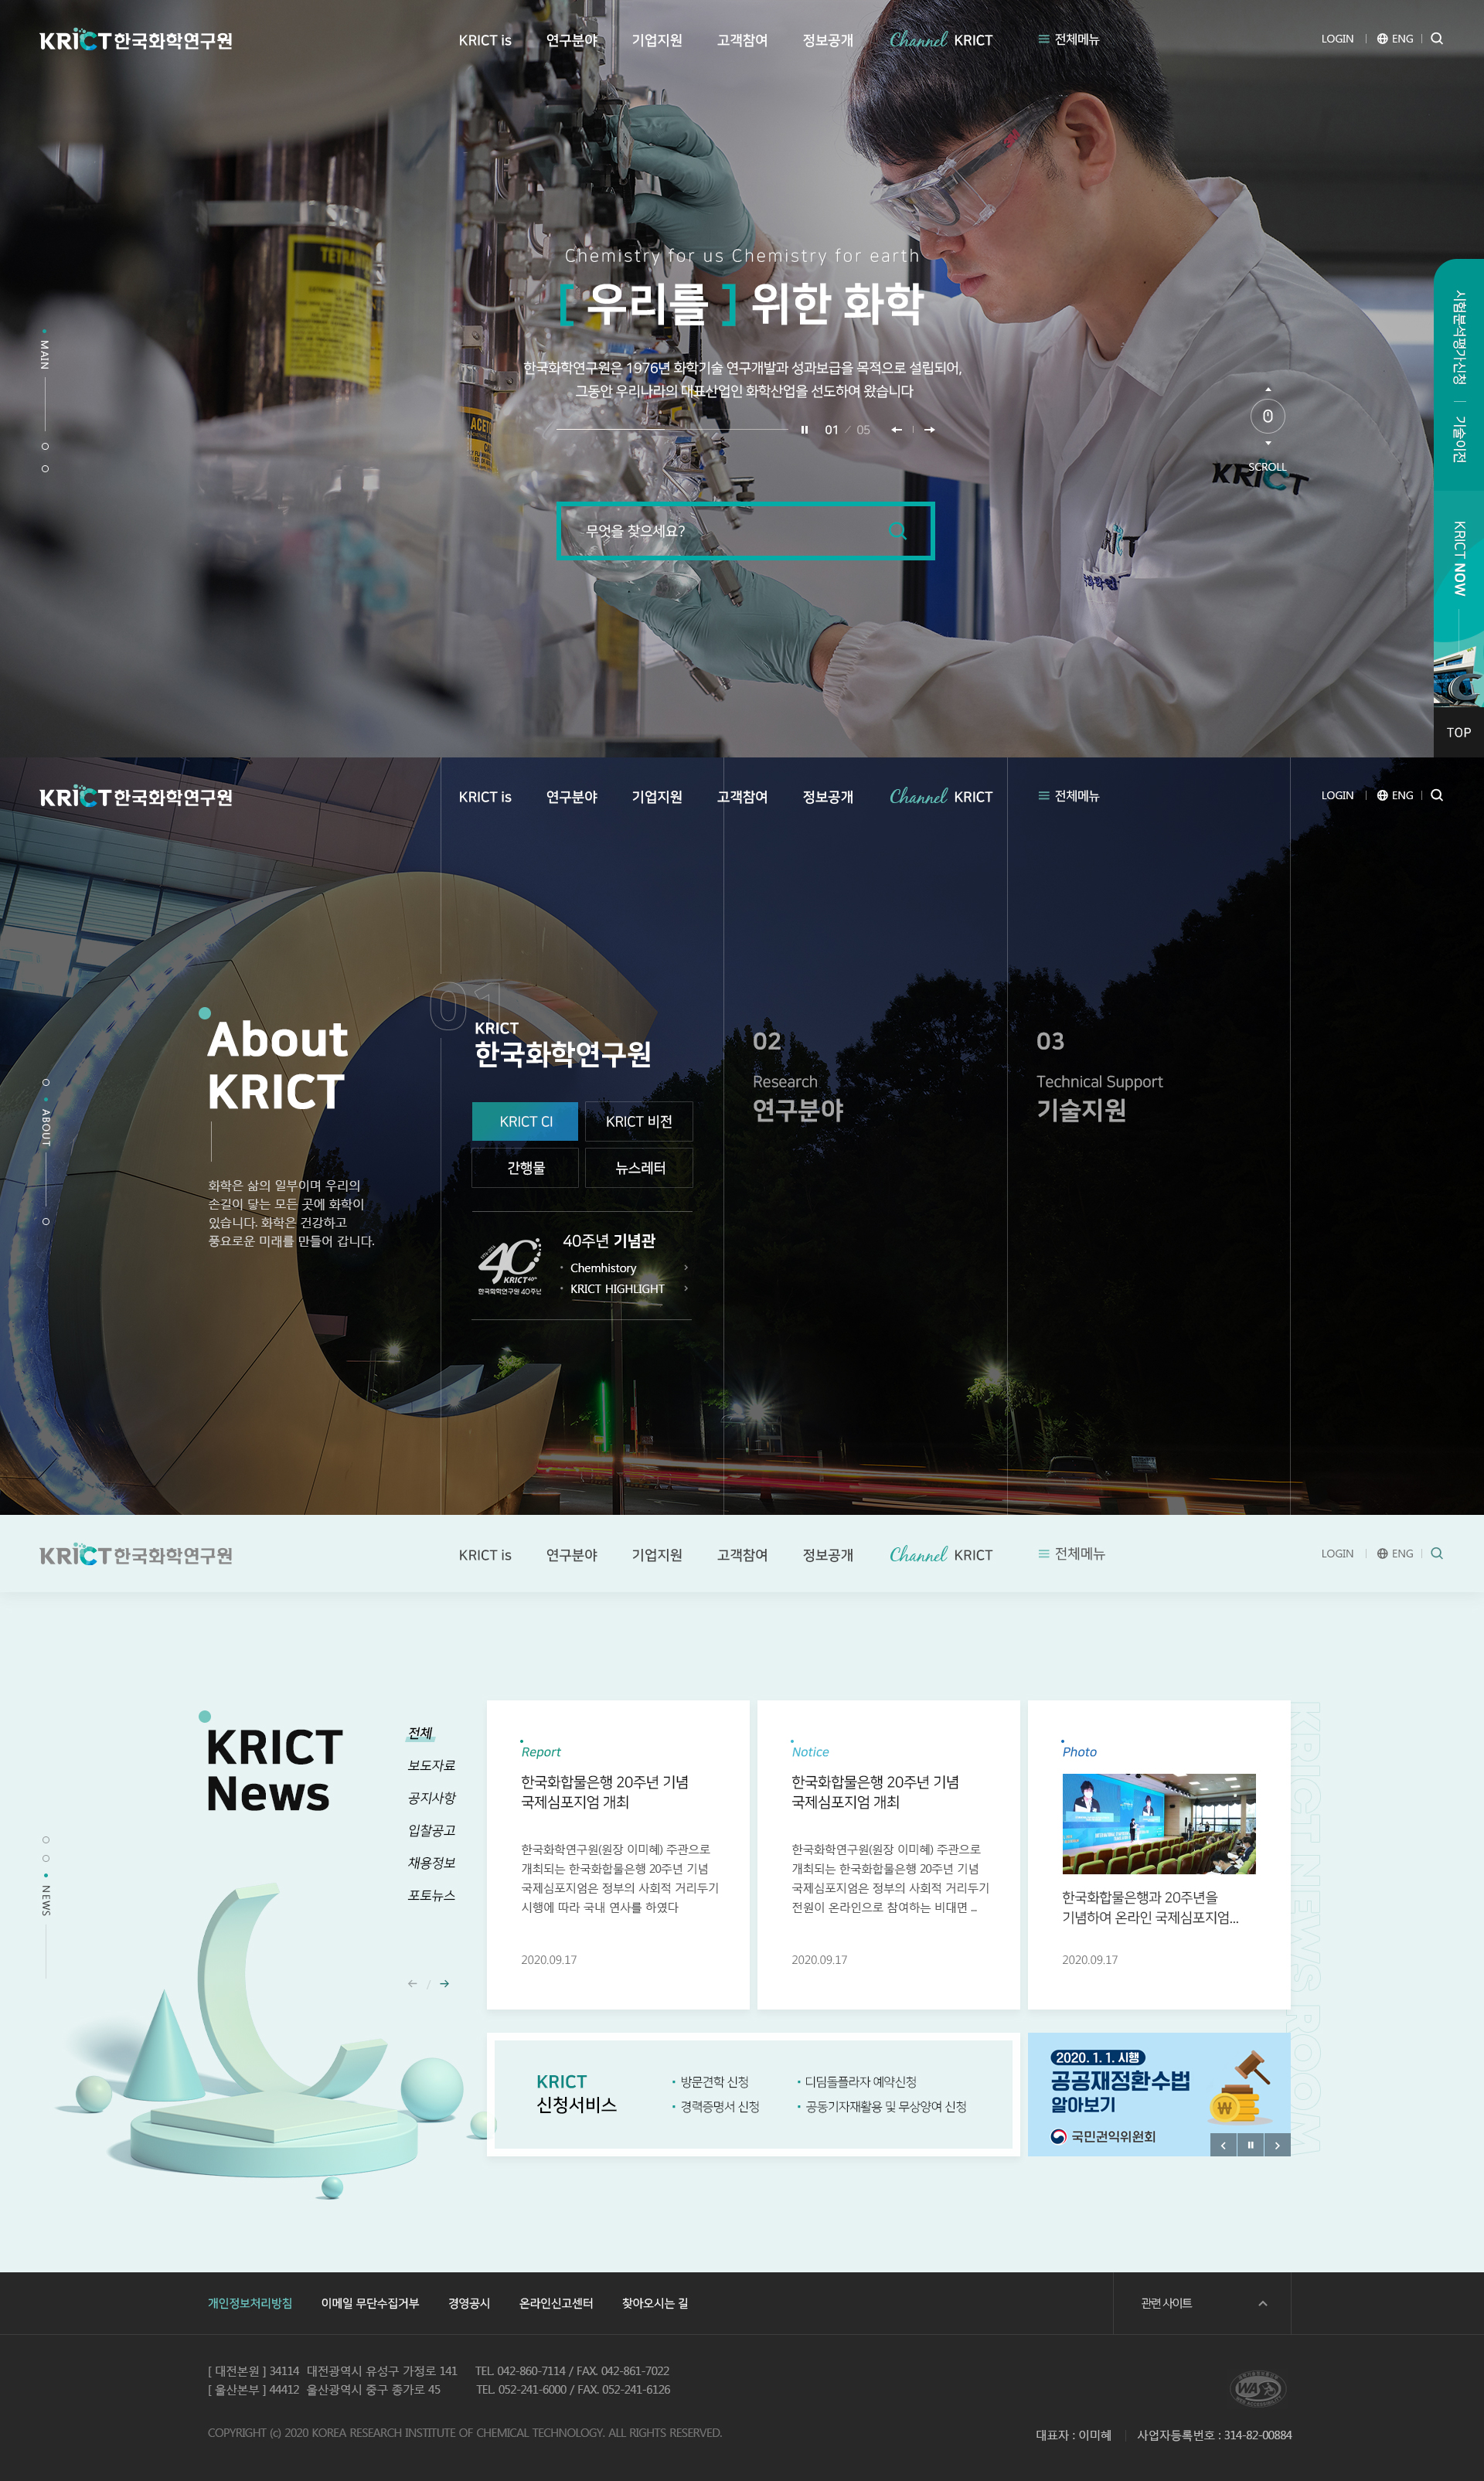 KRICT 한국화학연구원
KRICT is 연구분야 기업지원 고객참여 정보공개 Channel KRICT 전체메뉴
LOGIN ENG
Chemistry for us Chemistry for earth
[ 우리를 ] 위한 화학
한국화학연구원은 1976년 화학기술 연구개발과 성과보급을 목적으로 설립되어,
그동안 우리나라의 대표산업인 화학산업을 선도하여 왔습니다
01 / 05
무엇을 찾으세요?
MAIN
SCROLL
KRICT
시험분석평가신청
기술이전
KRICT NOW
TOP
KRICT 한국화학연구원
KRICT is 연구분야 기업지원 고객참여 정보공개 Channel KRICT 전체메뉴
LOGIN ENG
ABOUT
About
KRICT
화학은 삶의 일부이며 우리의
손길이 닿는 모든 곳에 화학이
있습니다. 화학은 건강하고
풍요로운 미래를 만들어 갑니다.
01
KRICT
한국화학연구원
KRICT CI KRICT 비전
간행물 뉴스레터
40주년 기념관
Chemhistory
KRICT HIGHLIGHT
40
KRICT 40th
한국화학연구원 40주년
02
Research
연구분야
03
Technical Support
기술지원
KRICT 한국화학연구원
KRICT is 연구분야 기업지원 고객참여 정보공개 Channel KRICT 전체메뉴
LOGIN ENG
NEWS
KRICT
News
전체
보도자료
공지사항
입찰공고
채용정보
포토뉴스
Report
한국화합물은행 20주년 기념
국제심포지엄 개최
한국화학연구원(원장 이미혜) 주관으로
개최되는 한국화합물은행 20주년 기념
국제심포지엄은 정부의 사회적 거리두기
시행에 따라 국내 연사를 하였다
2020.09.17
Notice
한국화합물은행 20주년 기념
국제심포지엄 개최
한국화학연구원(원장 이미혜) 주관으로
개최되는 한국화합물은행 20주년 기념
국제심포지엄은 정부의 사회적 거리두기
전원이 온라인으로 참여하는 비대면 ...
2020.09.17
Photo
한국화합물은행과 20주년을
기념하여 온라인 국제심포지엄...
2020.09.17
KRICT NEWS ROOM
KRICT
신청서비스
방문견학 신청
디딤돌플라자 예약신청
경력증명서 신청
공동기자재활용 및 무상양여 신청
2020. 1. 1. 시행
공공재정환수법
알아보기
국민권익위원회
개인정보처리방침 이메일 무단수집거부 경영공시 온라인신고센터 찾아오시는 길
관련 사이트
[ 대전본원 ] 34114 대전광역시 유성구 가정로 141 TEL. 042-860-7114 / FAX. 042-861-7022
[ 울산본부 ] 44412 울산광역시 중구 종가로 45 TEL. 052-241-6000 / FAX. 052-241-6126
COPYRIGHT (c) 2020 KOREA RESEARCH INSTITUTE OF CHEMICAL TECHNOLOGY. ALL RIGHTS RESERVED.
WA
대표자 : 이미혜 사업자등록번호 : 314-82-00884